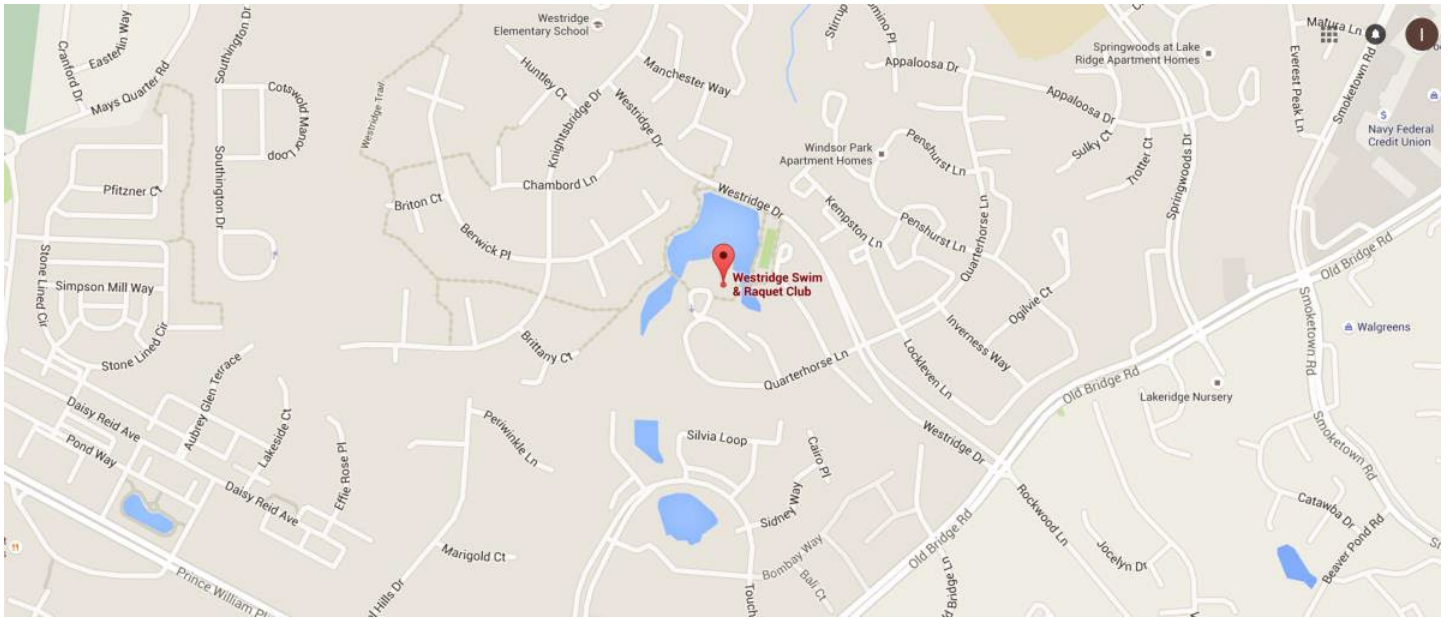 Easterlin Way
Cranford Dr
Mays Quarter Rd
Southington Dr
Cotswold Manor Loop
Westridge Trail
Westridge
Elementary School
Huntley Ct
Knightsbridge Dr
Manchester Way
Westridge Dr
Appaloosa Dr
Springwoods at Lake
Ridge Apartment Homes
Matura Ln
Everest Peak Ln
Smoketown Rd
I
Navy Federal
Credit Union
Appaloosa Dr
Sulky Ct
Trotter Ct
Springwoods Dr
Windsor Park
Apartment Homes
Penshurst Ln
Pfitzner Ct
Southington Dr
Briton Ct
Chambord Ln
Berwick Pl
Westridge Dr
Kempston Ln
Penshurst Ln
Quarterhorse Ln
Stone Lined Cir
Simpson Mill Way
Westridge Swim
& Raquet Club
Ogilvie Ct
Inverness Way
Old Bridge Rd
Smoketown Rd
Walgreens
Stone Lined Cir
Brittany Ct
Quarterhorse Ln
Lockleven Ln
Old Bridge Rd
Lakeridge Nursery
Aubrey Glen Terrace
Daisy Reid Ave
Pond Way
Lakeside Ct
Effie Rose Pl
Periwinkle Ln
Silvia Loop
Cairo Pl
Westridge Dr
Smoketown Rd
Daisy Reid Ave
Sidney Way
Rockwood Ln
Catawba Dr
Marigold Ct
Bombay Way
Bali Ct
Old Bridge Rd
Jocelyn Dr
Beaver Pond Rd
Prince William P
el Hills Dr
Touch
d Bridge Ln